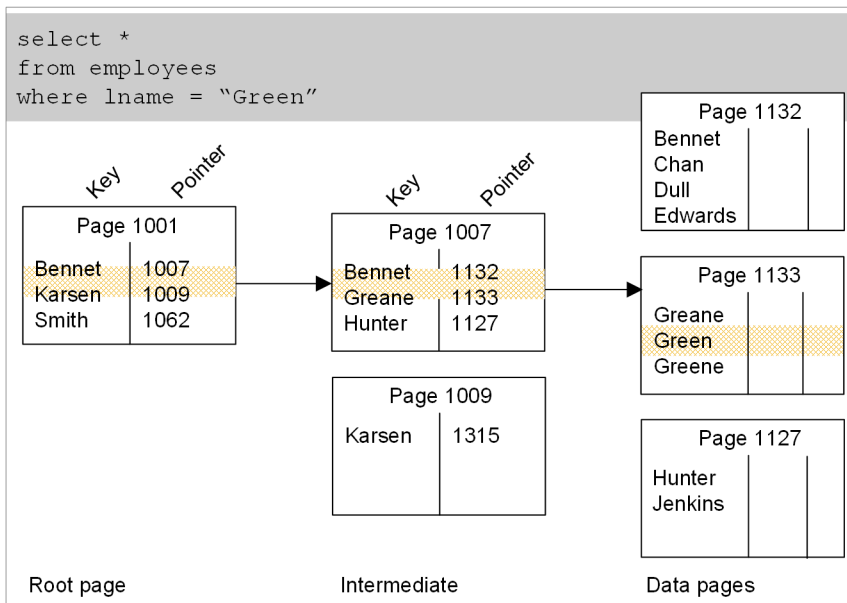 select *
from employees
where lname = “Green”
Key Pointer
Page 1001
Bennet 1007
Karsen 1009
Smith 1062
Root page
Key Pointer
Page 1007
Bennet 1132
Greane 1133
Hunter 1127
Page 1009
Karsen 1315
Intermediate
Page 1132
Bennet
Chan
Dull
Edwards
Page 1133
Greane
Green
Greene
Page 1127
Hunter
Jenkins
Data pages